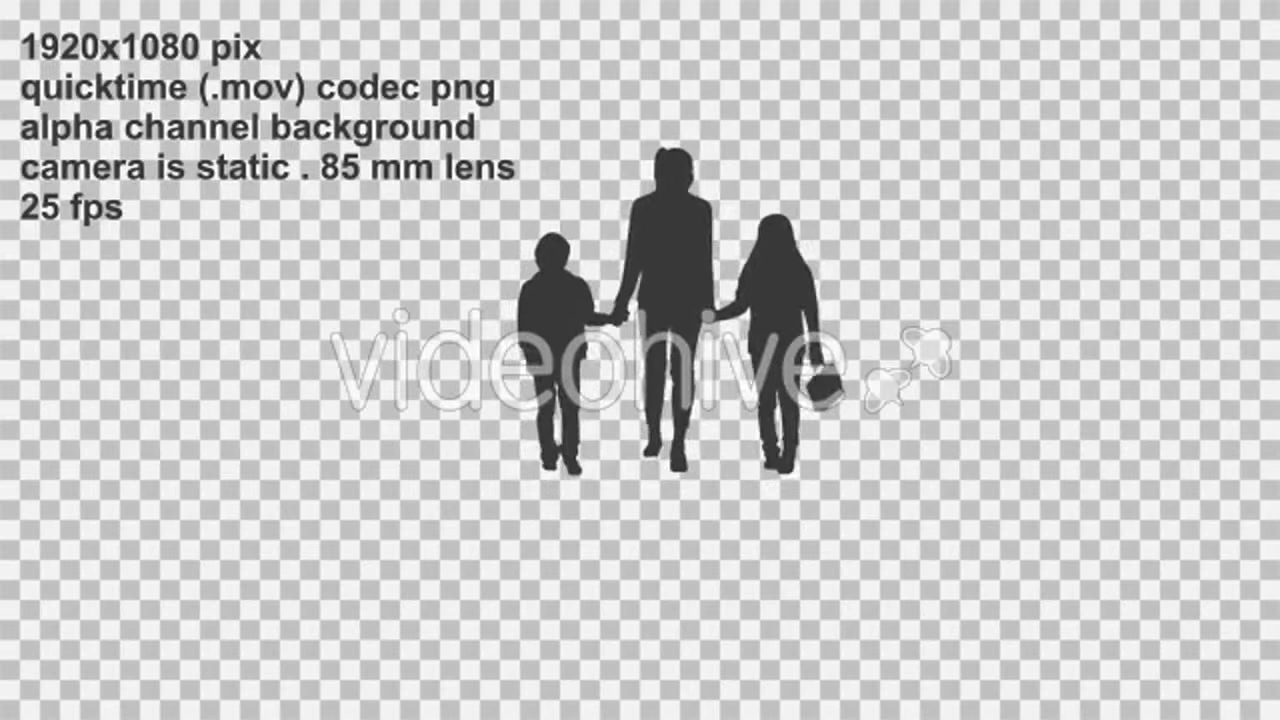 1920x1080 pix
quicktime (.mov) codec png
alpha channel background
camera is static . 85 mm lens
25 fps
videohive